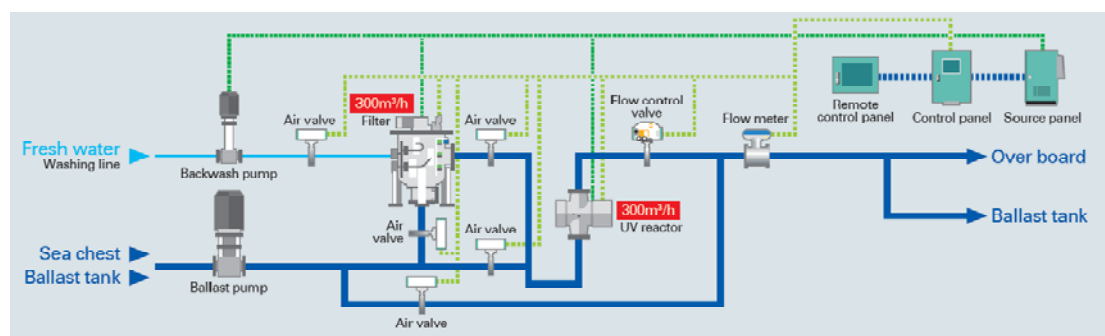 300m³/h
Filter
Air valve
Air valve
Flow control
valve
Flow meter
Remote
control panel
Control panel
Source panel
Fresh water
Washing line
Backwash pump
Over board
300m³/h
UV reactor
Air
valve
Air valve
Ballast tank
Sea chest
Ballast tank
Ballast pump
Air valve